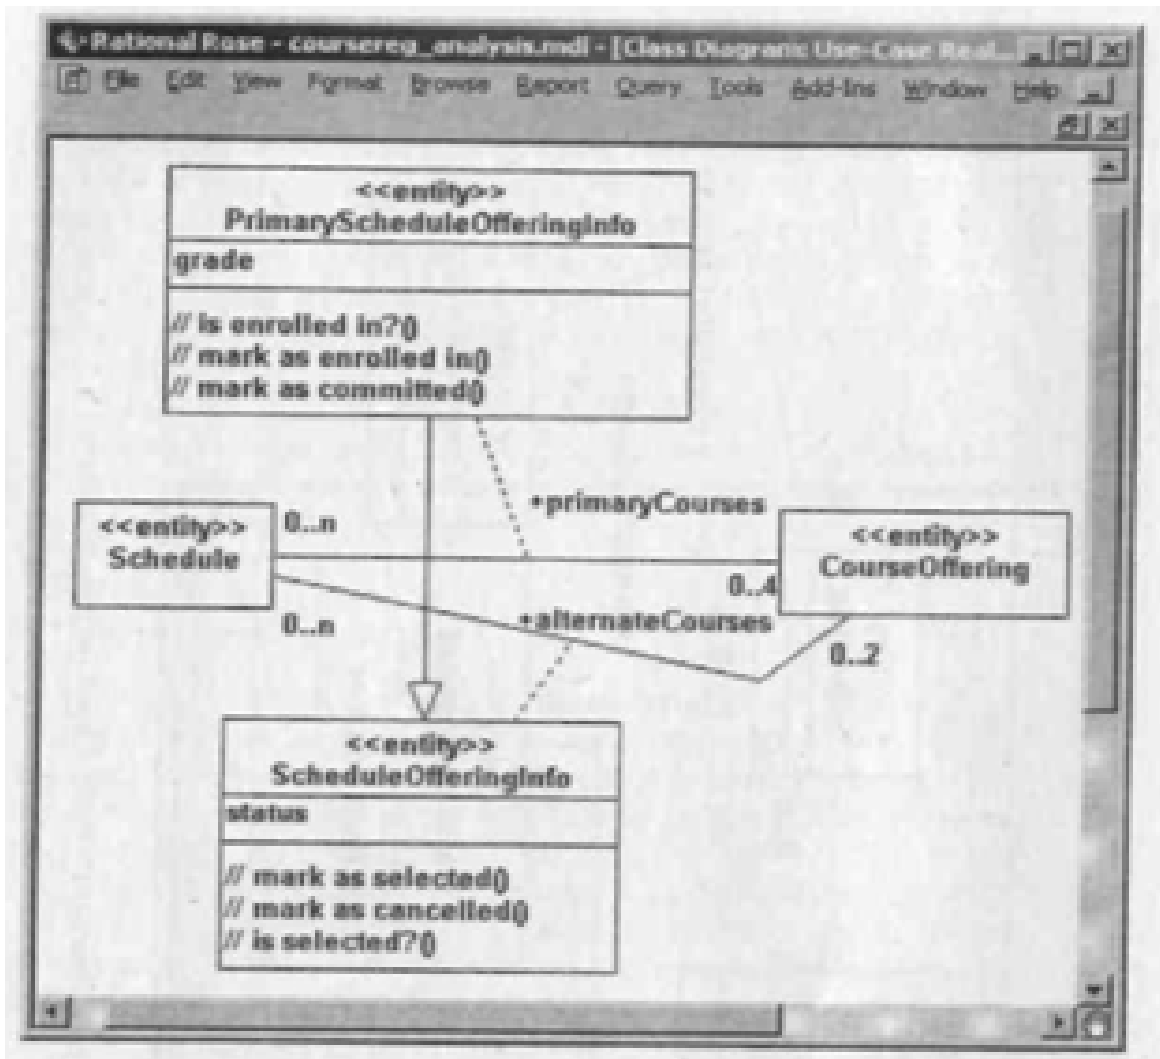 Rational Rose - coursereg_analysis.mdl - [Class Diagram: Use-Case Real...
File Edit View Format Browse Report Query Tools Add-Ins Window Help
<<entity>>
PrimaryScheduleOfferingInfo
grade
// is enrolled in?()
// mark as enrolled in()
// mark as committed()
+primaryCourses
<<entity>>
Schedule
0..n
<<entity>>
CourseOffering
0..4
0..n
+alternateCourses
0..2
<<entity>>
ScheduleOfferingInfo
status
// mark as selected()
// mark as cancelled()
// is selected?()